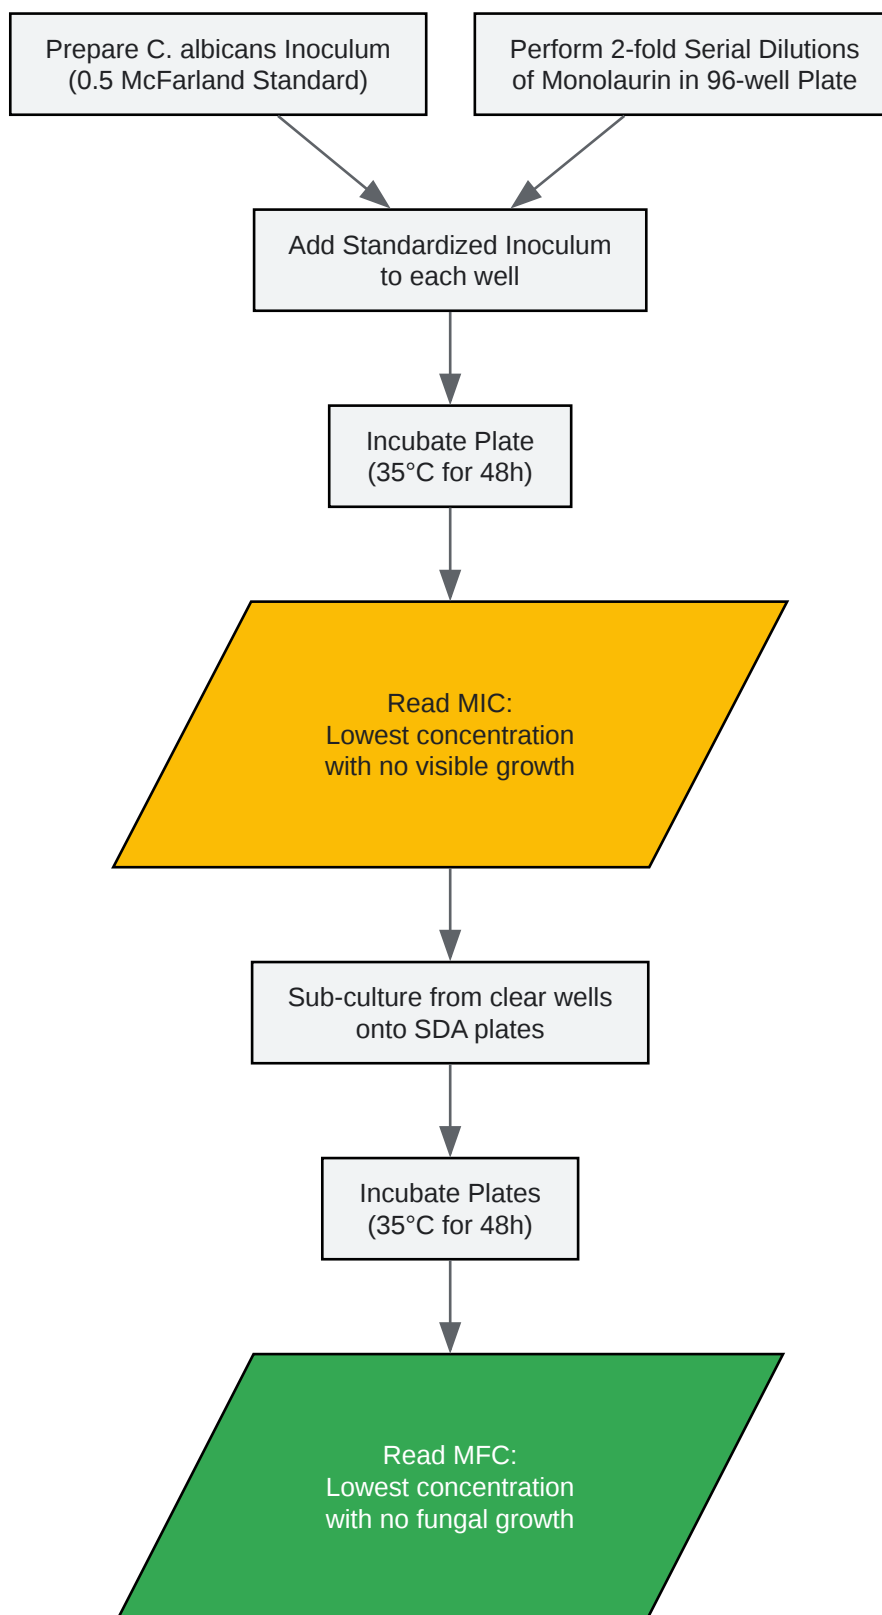 Prepare C. albicans Inoculum
(0.5 McFarland Standard)
Perform 2-fold Serial Dilutions
of Monolaurin in 96-well Plate
Add Standardized Inoculum
to each well
Incubate Plate
(35°C for 48h)
Read MIC:
Lowest concentration
with no visible growth
Sub-culture from clear wells
onto SDA plates
Incubate Plates
(35°C for 48h)
Read MFC:
Lowest concentration
with no fungal growth